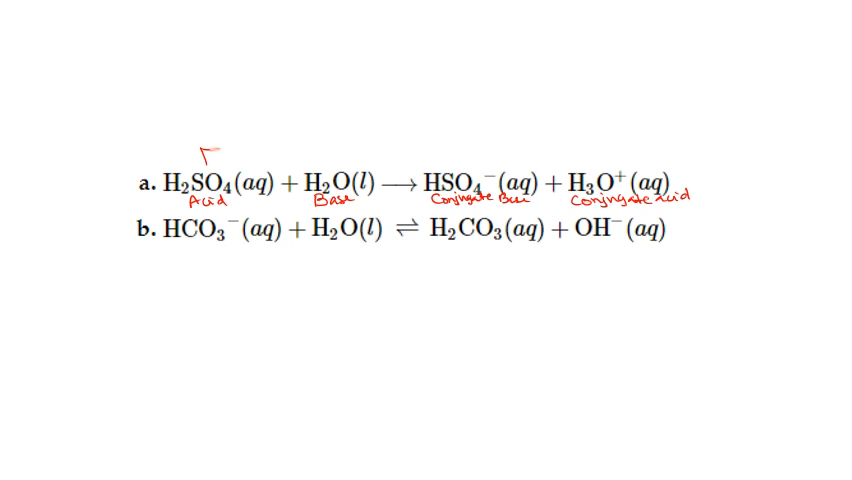 a. H₂SO₄(aq) + H₂O(l) ⟶ HSO₄⁻(aq) + H₃O⁺(aq)
Acid Base Conjugate Base Conjugate acid
b. HCO₃⁻(aq) + H₂O(l) ⇌ H₂CO₃(aq) + OH⁻(aq)